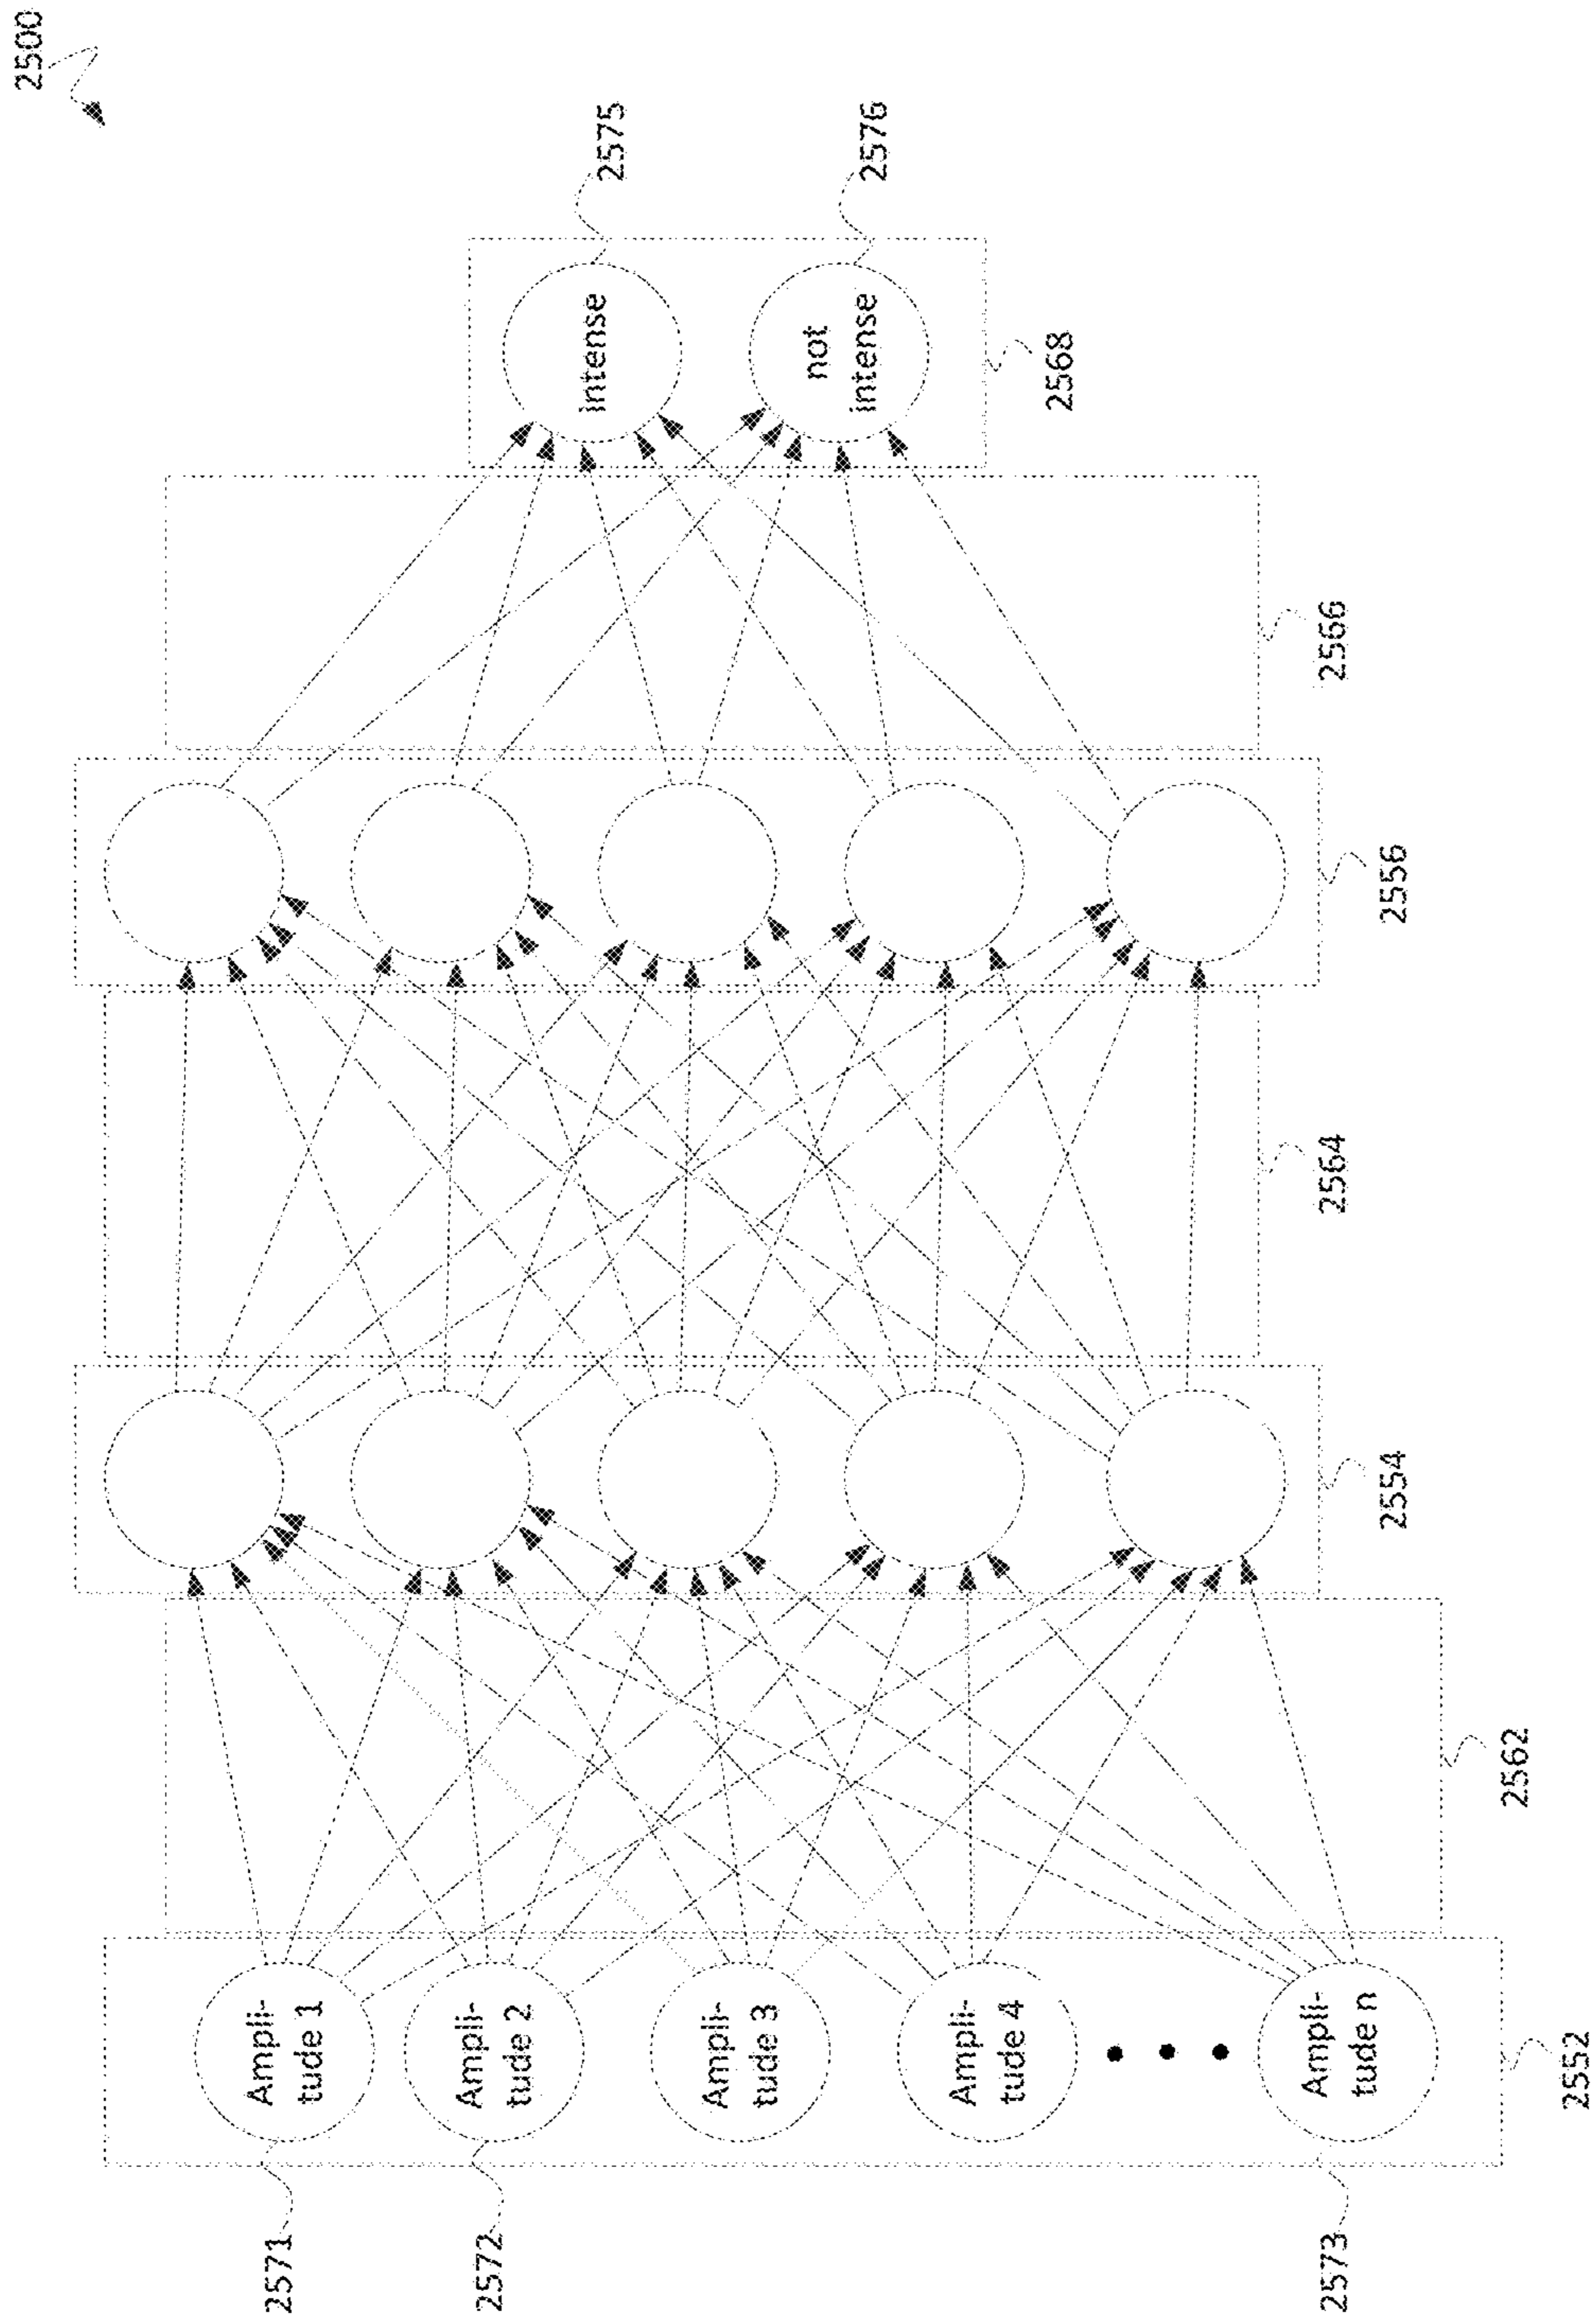 2500
2571
Ampli-
tude 1
2572
Ampli-
tude 2
Ampli-
tude 3
Ampli-
tude 4
2573
Ampli-
tude n
2552
2562
2554
2564
2556
2566
intense
2575
not
intense
2576
2568